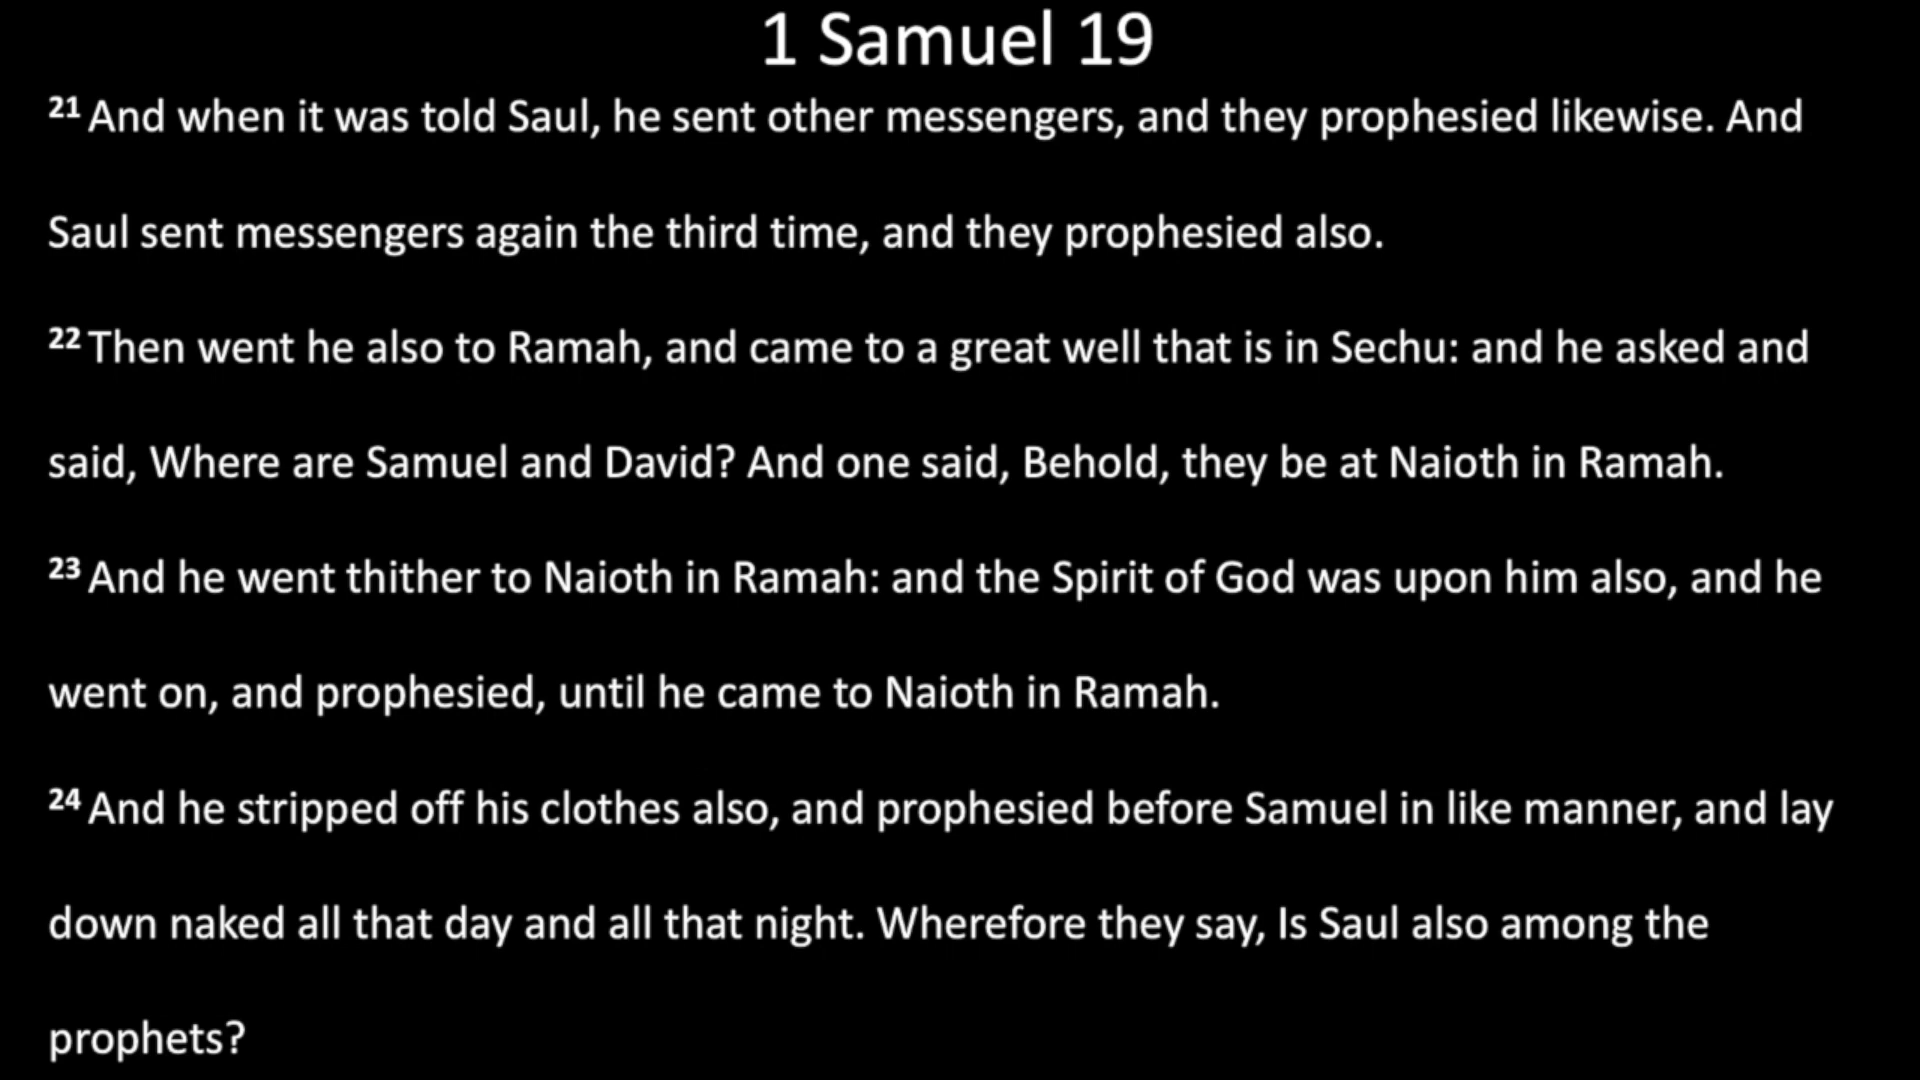 1 Samuel 19
21 And when it was told Saul, he sent other messengers, and they prophesied likewise. And
Saul sent messengers again the third time, and they prophesied also.
22 Then went he also to Ramah, and came to a great well that is in Sechu: and he asked and
said, Where are Samuel and David? And one said, Behold, they be at Naioth in Ramah.
23 And he went thither to Naioth in Ramah: and the Spirit of God was upon him also, and he
went on, and prophesied, until he came to Naioth in Ramah.
24 And he stripped off his clothes also, and prophesied before Samuel in like manner, and lay
down naked all that day and all that night. Wherefore they say, Is Saul also among the
prophets?